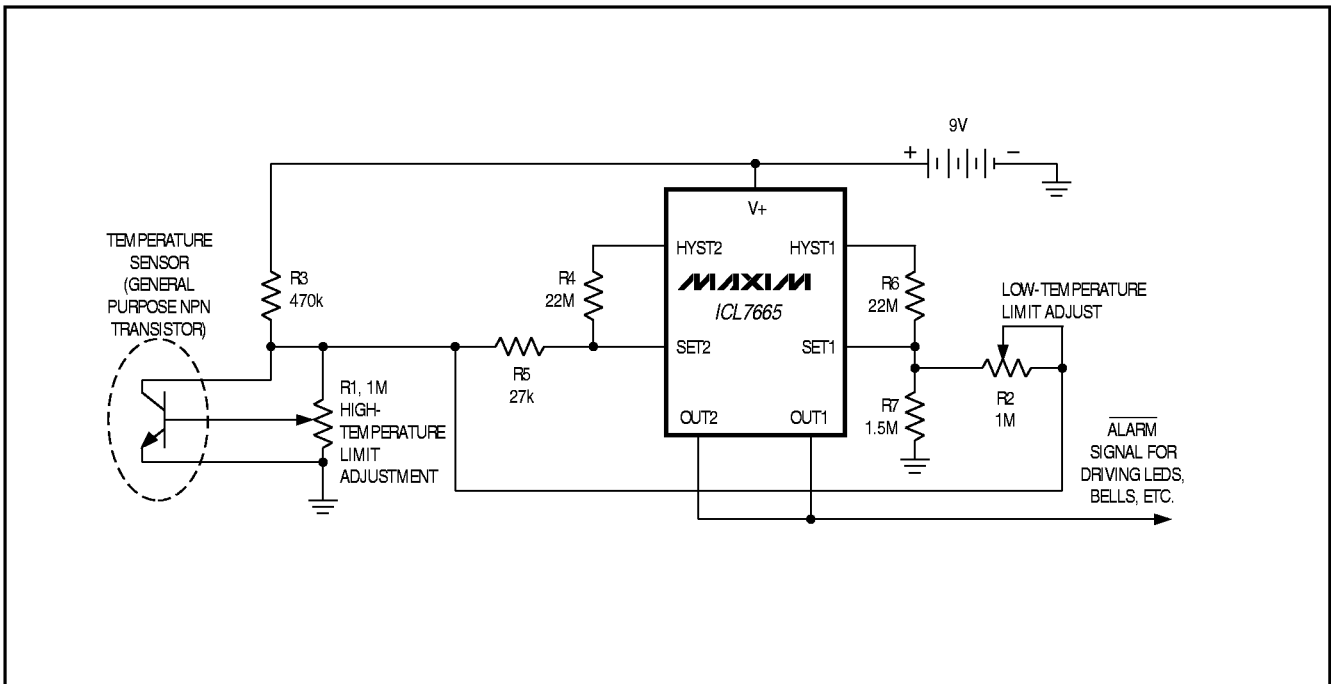 9V
+
−
V+
TEMPERATURE
SENSOR
(GENERAL
PURPOSE NPN
TRANSISTOR)
R3
470k
R4
22M
HYST2
HYST1
MAXIM
ICL7665
R6
22M
LOW-TEMPERATURE
LIMIT ADJUST
SET2
SET1
R5
27k
R1, 1M
HIGH-
TEMPERATURE
LIMIT
ADJUSTMENT
R2
1M
R7
1.5M
OUT2
OUT1
ALARM
SIGNAL FOR
DRIVING LEDS,
BELLS, ETC.